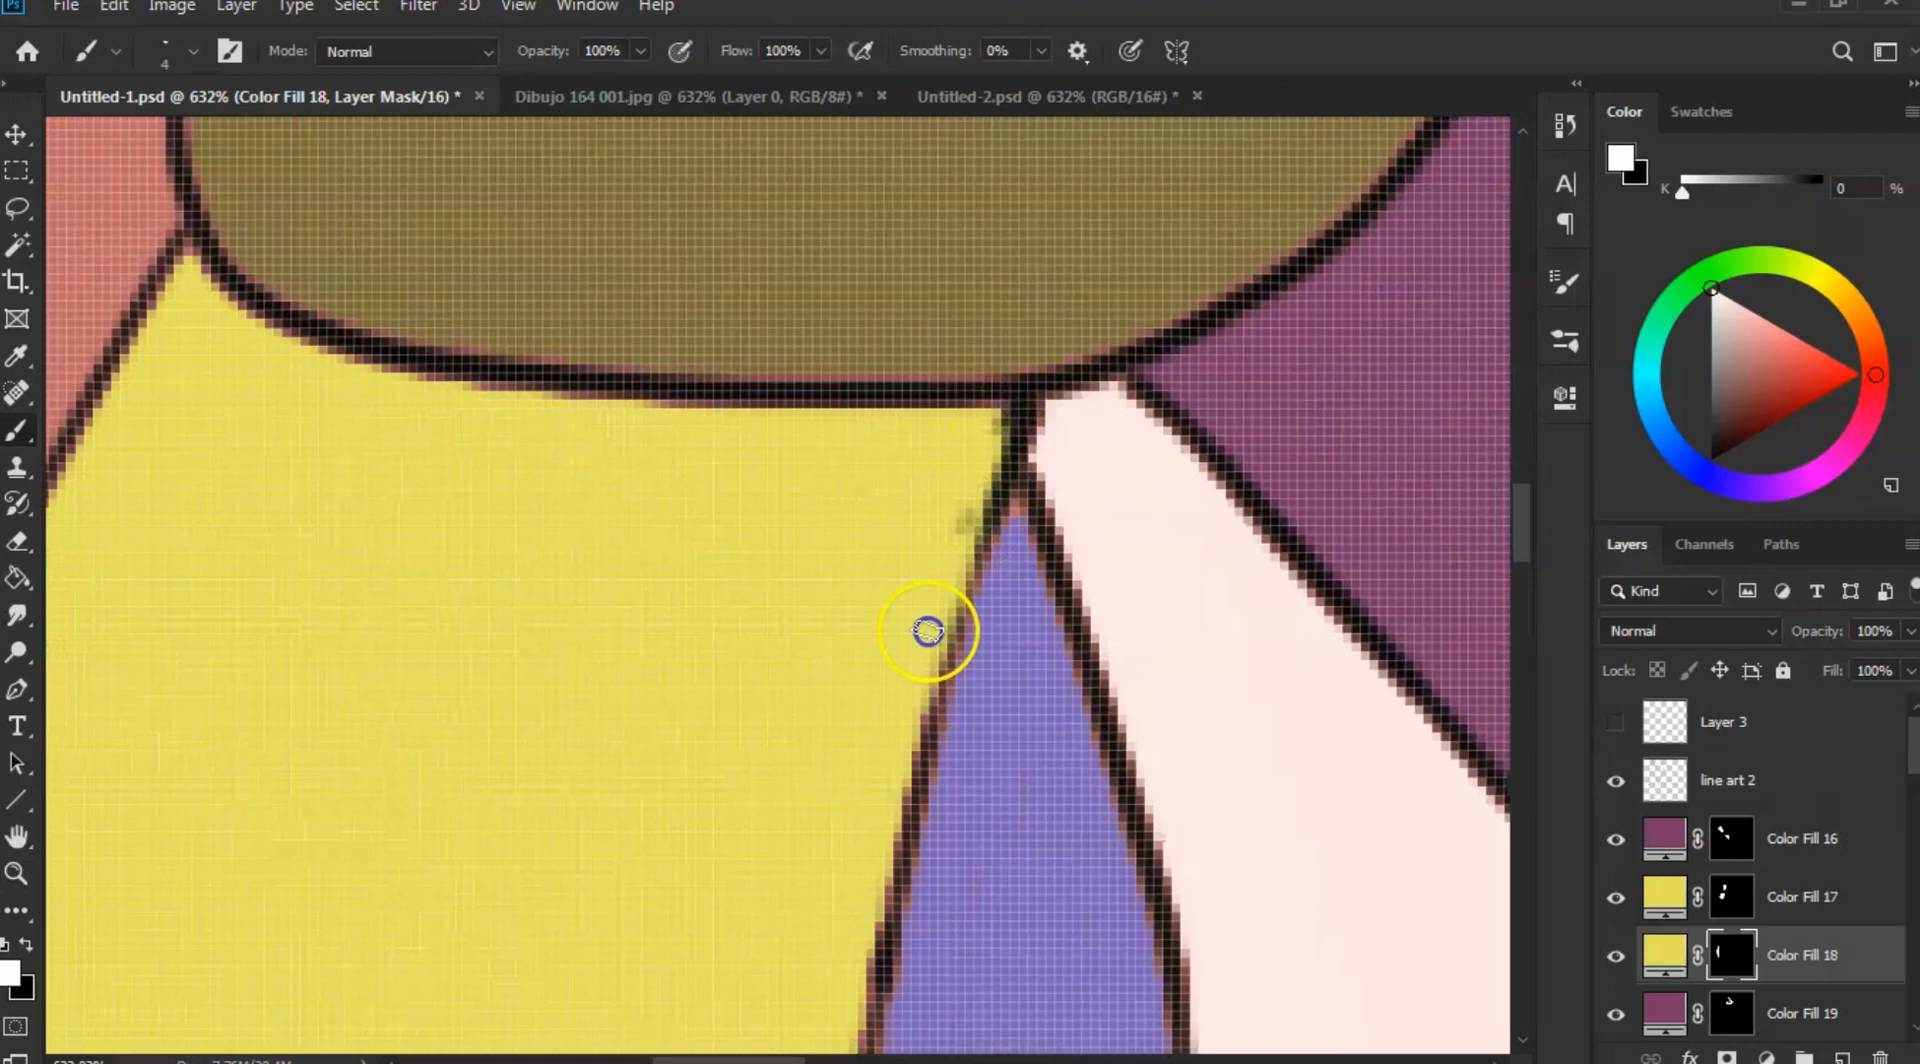 Ps File Edit Image Layer Type Select Filter 3D View Window Help
4 Mode: Normal Opacity: 100% Flow: 100% Smoothing: 0%
Untitled-1.psd @ 632% (Color Fill 18, Layer Mask/16) * × Dibujo 164 001.jpg @ 632% (Layer 0, RGB/8#) * × Untitled-2.psd @ 632% (RGB/16#) * ×
Color Swatches
K 0 %
Layers Channels Paths
Kind
Normal Opacity: 100%
Lock: Fill: 100%
Layer 3
line art 2
Color Fill 16
Color Fill 17
Color Fill 18
Color Fill 19
fx